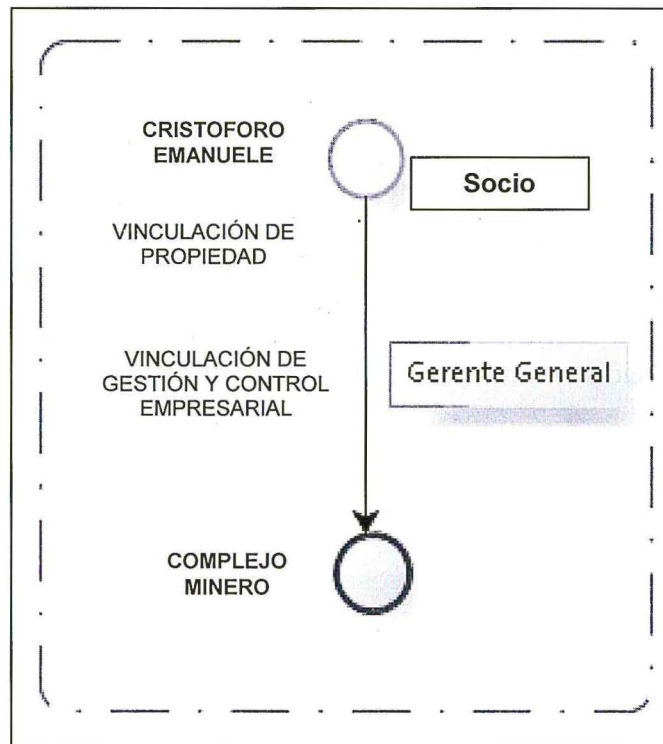 CRISTOFORO
EMANUELE
Socio
VINCULACIÓN DE
PROPIEDAD
VINCULACIÓN DE
GESTIÓN Y CONTROL
EMPRESARIAL
Gerente General
COMPLEJO
MINERO